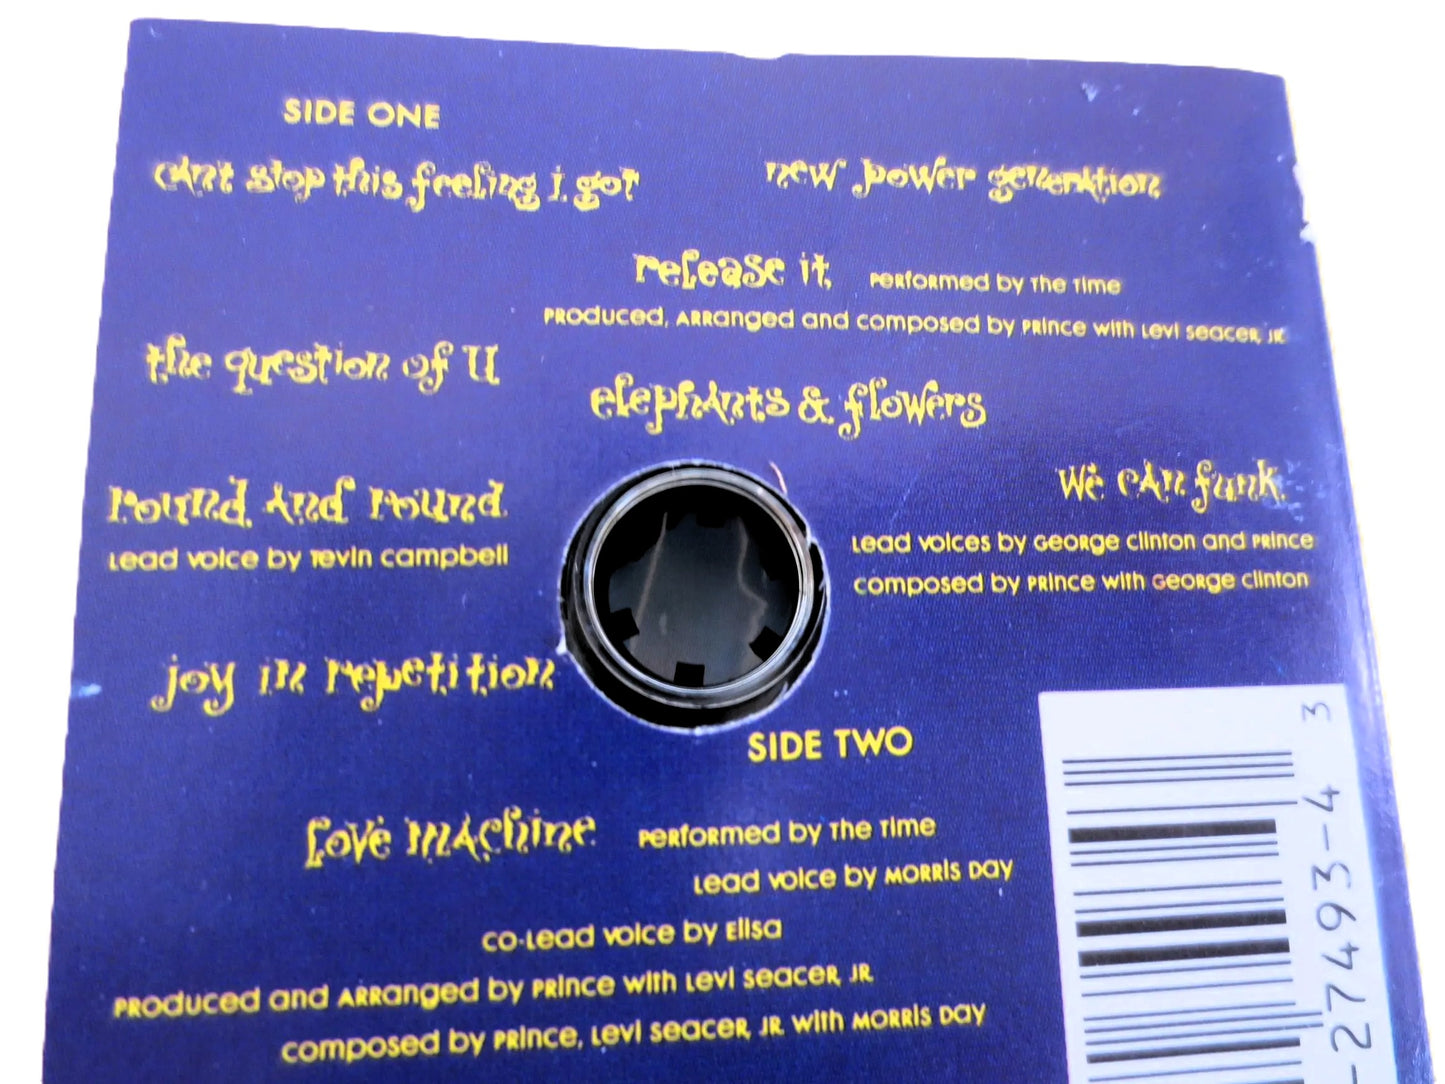 SIDE ONE
cAnt stop this feeling i got
new power generAtion
release it
Performed by The Time
Produced, Arranged and composed by Prince with Levi Seacer, Jr.
the question of U
elephAnts & flowers
round And round
Lead voice by Tevin Campbell
We cAn funk
Lead voices by George Clinton and Prince
composed by Prince with George Clinton
joy in repetition
SIDE TWO
Love mAchine
Performed by The Time
Lead voice by Morris Day
co-Lead voice by Elisa
Produced and Arranged by Prince with Levi Seacer, Jr.
composed by Prince, Levi Seacer, Jr. with Morris Day
-27493-4 3